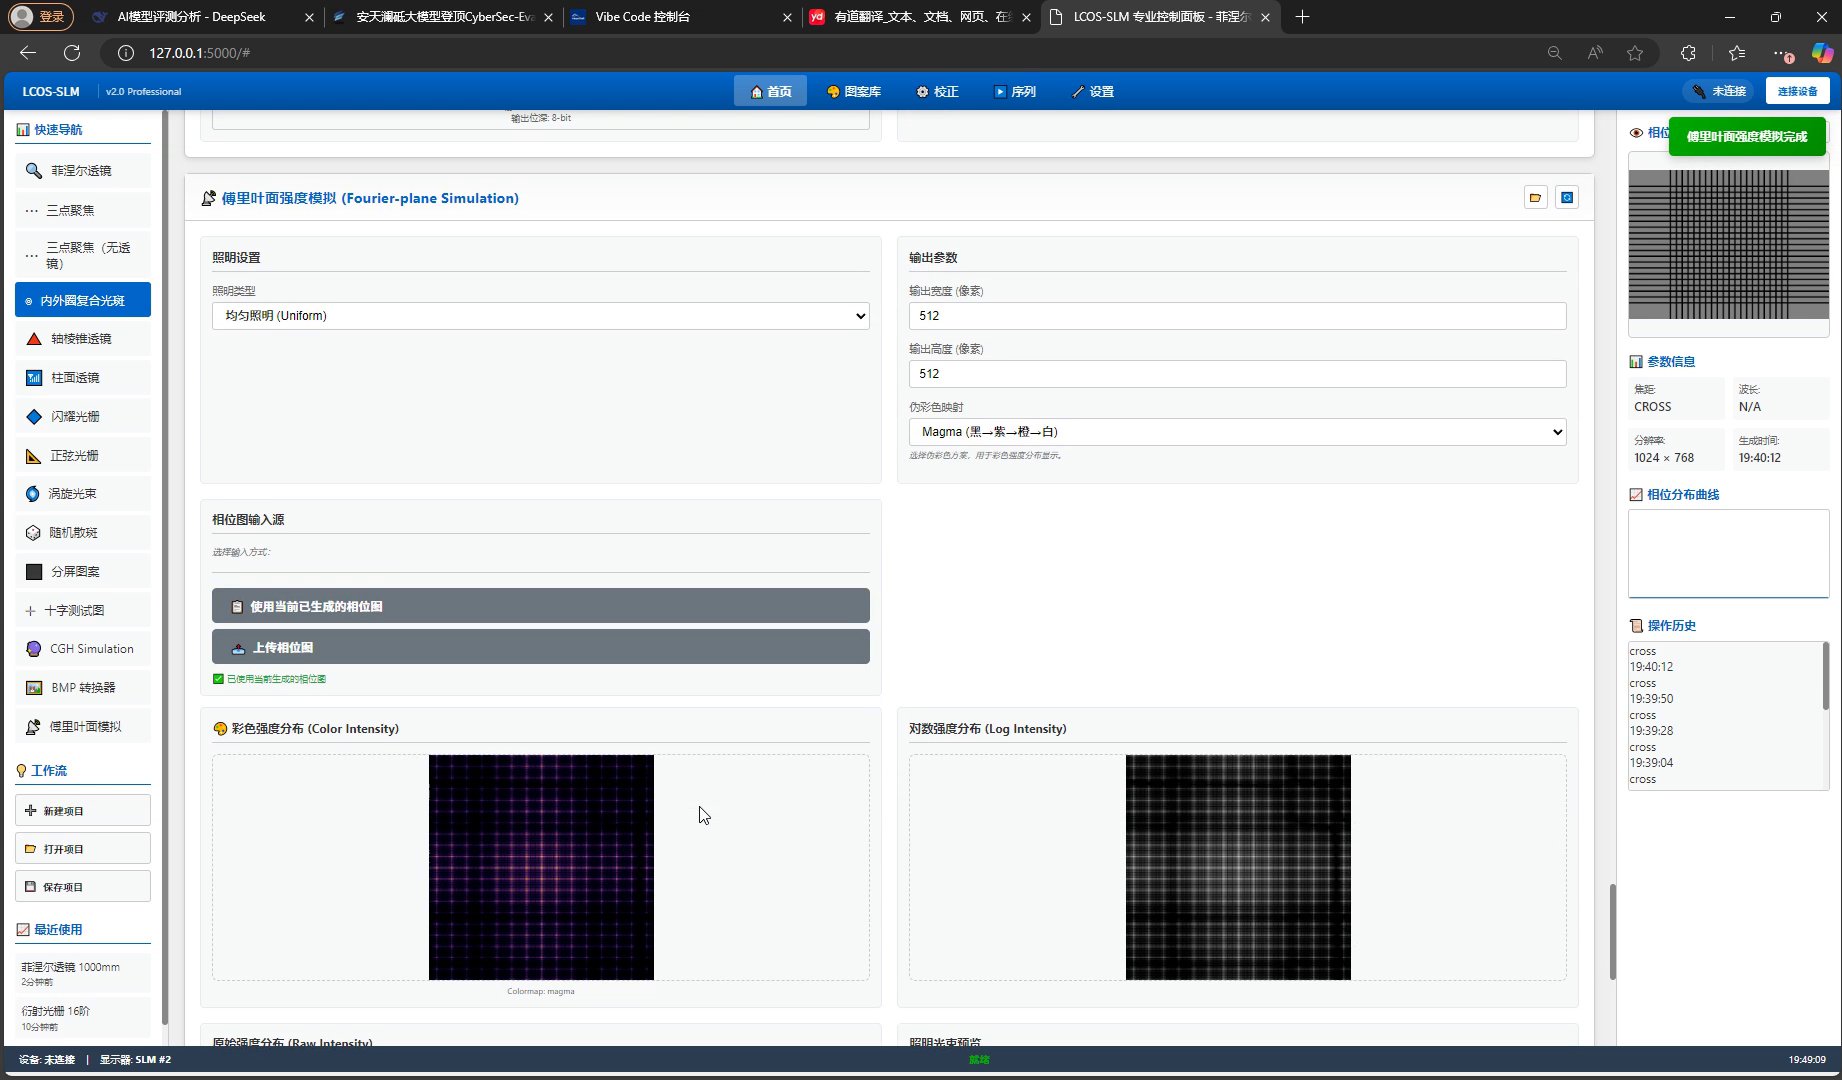 登录
AI模型评测分析 - DeepSeek
安天澜砥大模型登顶CyberSec-Eva
Vibe Code 控制台
有道翻译_文本、文档、网页、在
LCOS-SLM 专业控制面板 - 菲涅尔
127.0.0.1:5000/#
LCOS-SLM
v2.0 Professional
首页
图案库
校正
序列
设置
未连接
连接设备
快速导航
菲涅尔透镜
三点聚焦
三点聚焦（无透
镜）
内外圈复合光斑
轴棱锥透镜
柱面透镜
闪耀光栅
正弦光栅
涡旋光束
随机散斑
分屏图案
十字测试图
CGH Simulation
BMP 转换器
傅里叶面模拟
工作流
新建项目
打开项目
保存项目
最近使用
菲涅尔透镜 1000mm
2分钟前
衍射光栅 16阶
10分钟前
输出位深: 8-bit
傅里叶面强度模拟 (Fourier-plane Simulation)
照明设置
照明类型
均匀照明 (Uniform)
输出参数
输出宽度 (像素)
512
输出高度 (像素)
512
伪彩色映射
Magma (黑→紫→橙→白)
选择伪彩色方案，用于彩色强度分布显示。
相位图输入源
选择输入方式:
使用当前已生成的相位图
上传相位图
已使用当前生成的相位图
彩色强度分布 (Color Intensity)
Colormap: magma
对数强度分布 (Log Intensity)
原始强度分布 (Raw Intensity)
照明光束预览
相位
傅里叶面强度模拟完成
参数信息
焦距:
CROSS
波长:
N/A
分辨率:
1024 × 768
生成时间:
19:40:12
相位分布曲线
操作历史
cross
19:40:12
cross
19:39:50
cross
19:39:28
cross
19:39:04
cross
设备: 未连接 | 显示器: SLM #2
就绪
19:49:09